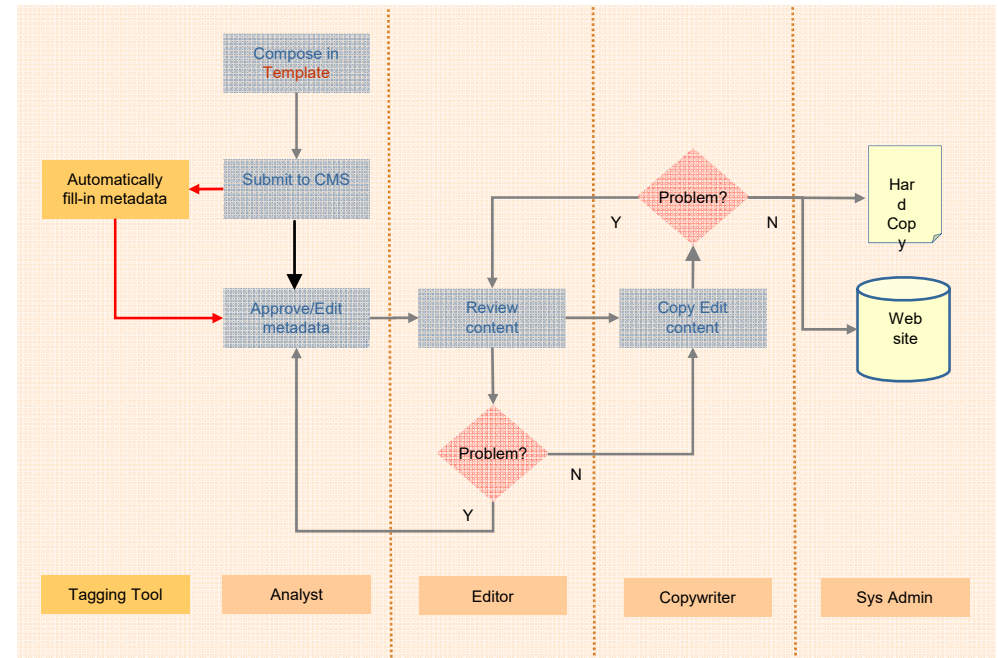 Compose in
Template
Submit to CMS
Automatically
fill-in metadata
Problem?
Y
N
Har
d
Cop
y
Approve/Edit
metadata
Review
content
Copy Edit
content
Web
site
Problem?
N
Y
Tagging Tool
Analyst
Editor
Copywriter
Sys Admin